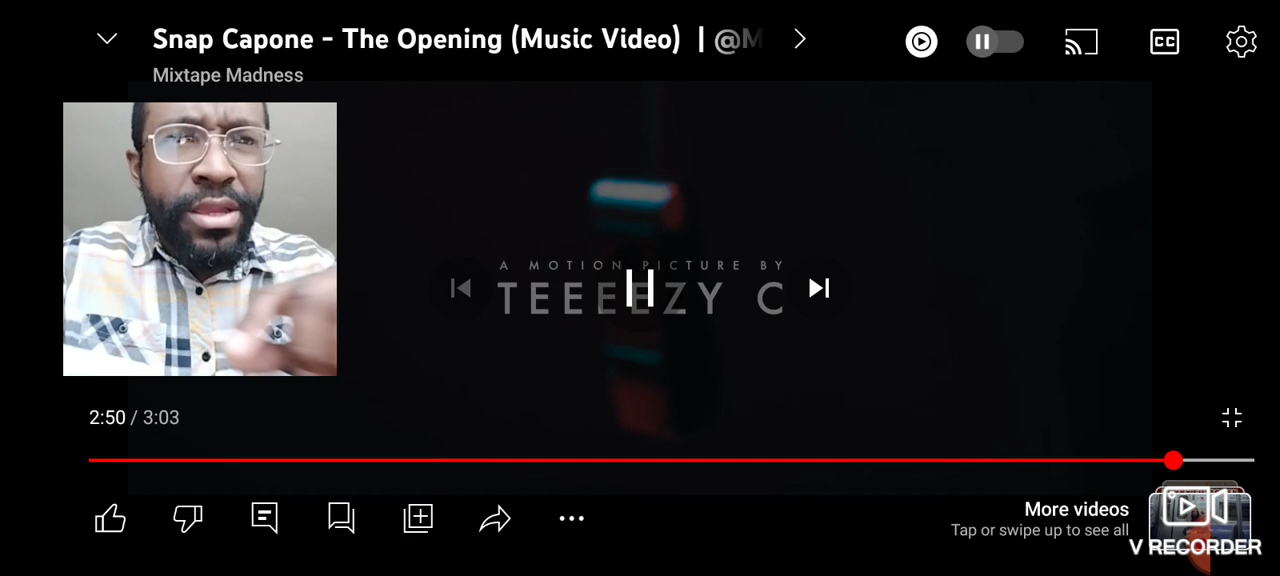 Snap Capone - The Opening (Music Video) | @M
Mixtape Madness
CC
A MOTION PICTURE BY
TEEEEZY C
2:50 / 3:03
More videos
Tap or swipe up to see all
V RECORDER